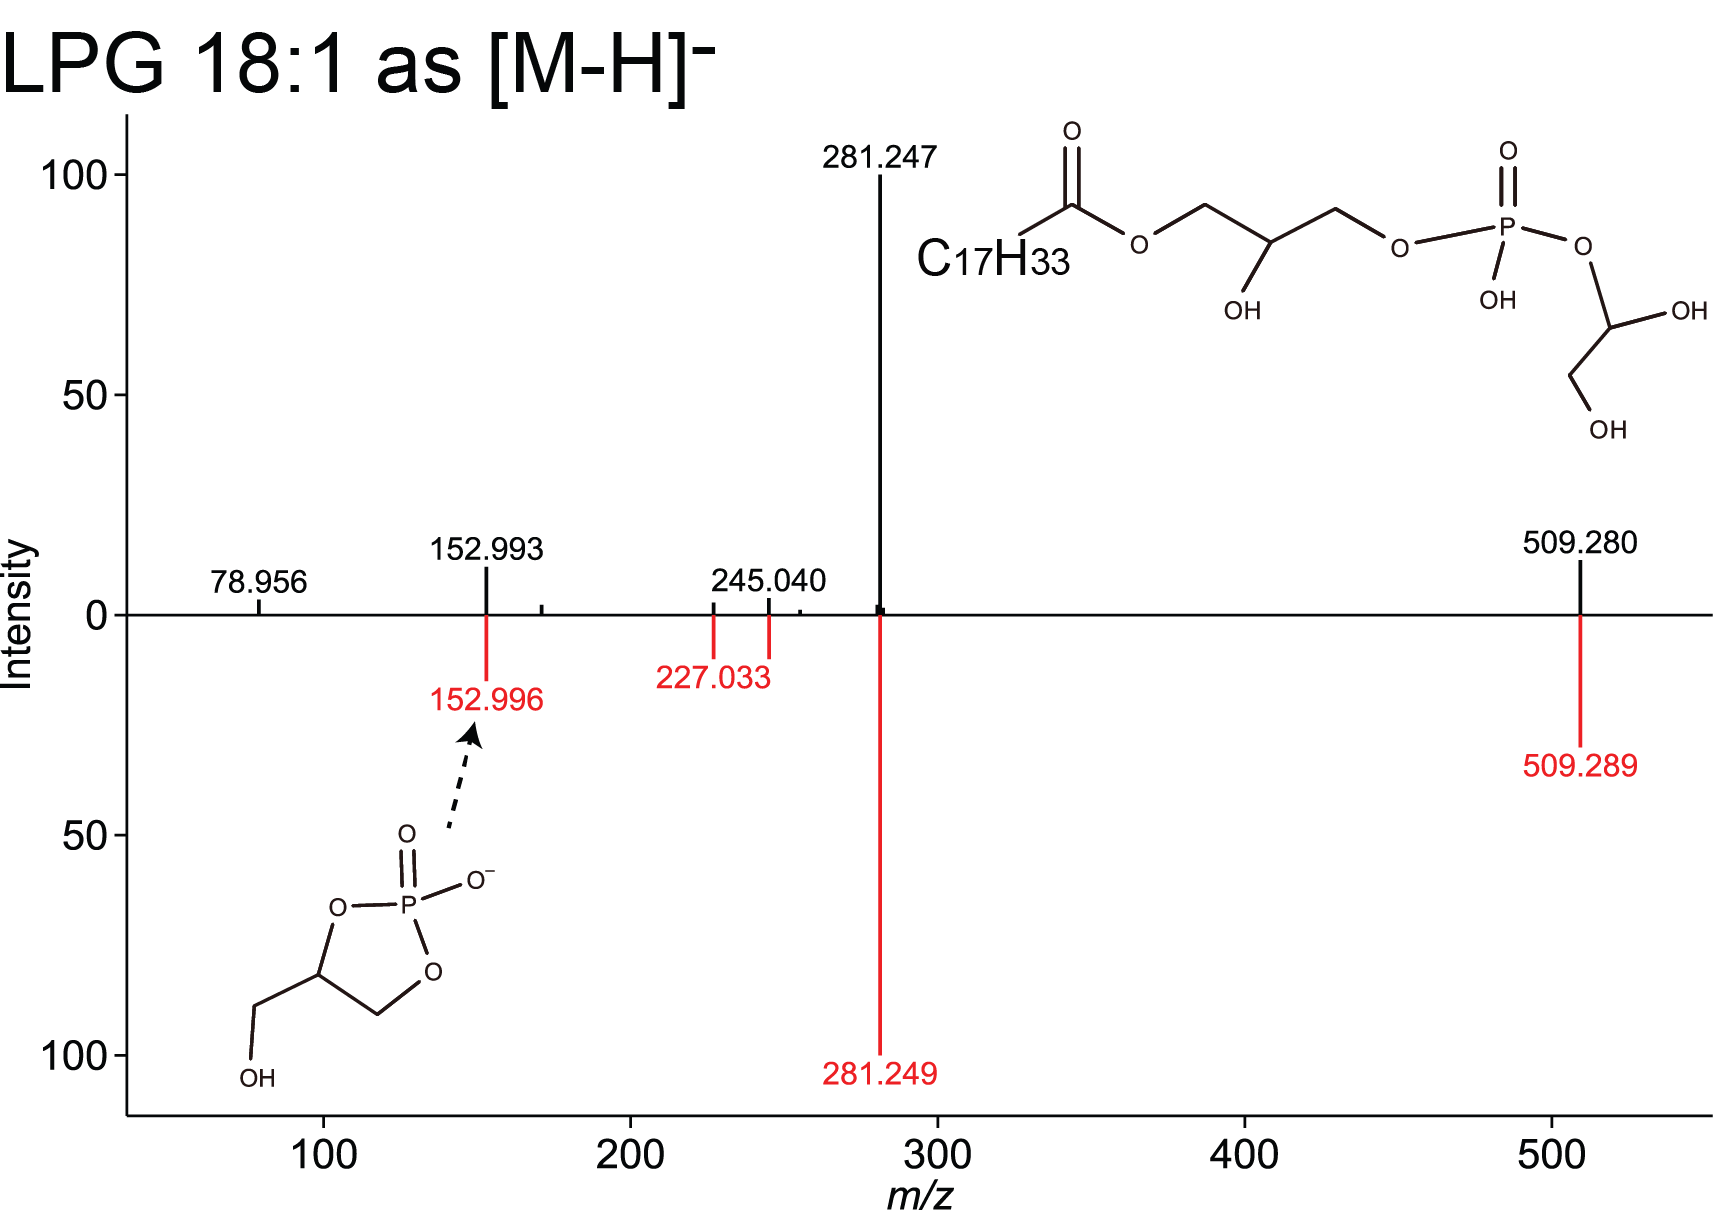 LPG 18:1 as [M-H]⁻
Intensity
100
50
0
50
100
281.247
152.993
78.956
245.040
509.280
152.996
227.033
281.249
509.289
O
C17H33
O
OH
O
O
P
OH
O
OH
OH
O
O
P
O⁻
O
OH
100
200
300
400
500
m/z